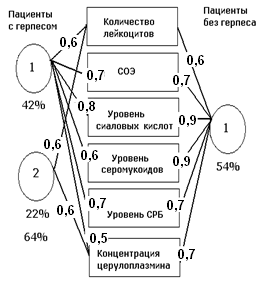 Пациенты
с герпесом
Пациенты
без герпеса
Количество
лейкоцитов
0,6
0,6
1
СОЭ
0,7
0,7
42%
Уровень
сиаловых кислот
0,8
0,9
1
0,6
Уровень
серомукоидов
0,6
0,9
54%
2
Уровень СРБ
0,7
0,7
22%
0,6
64%
0,5
Концентрация
церулоплазмина
0,7